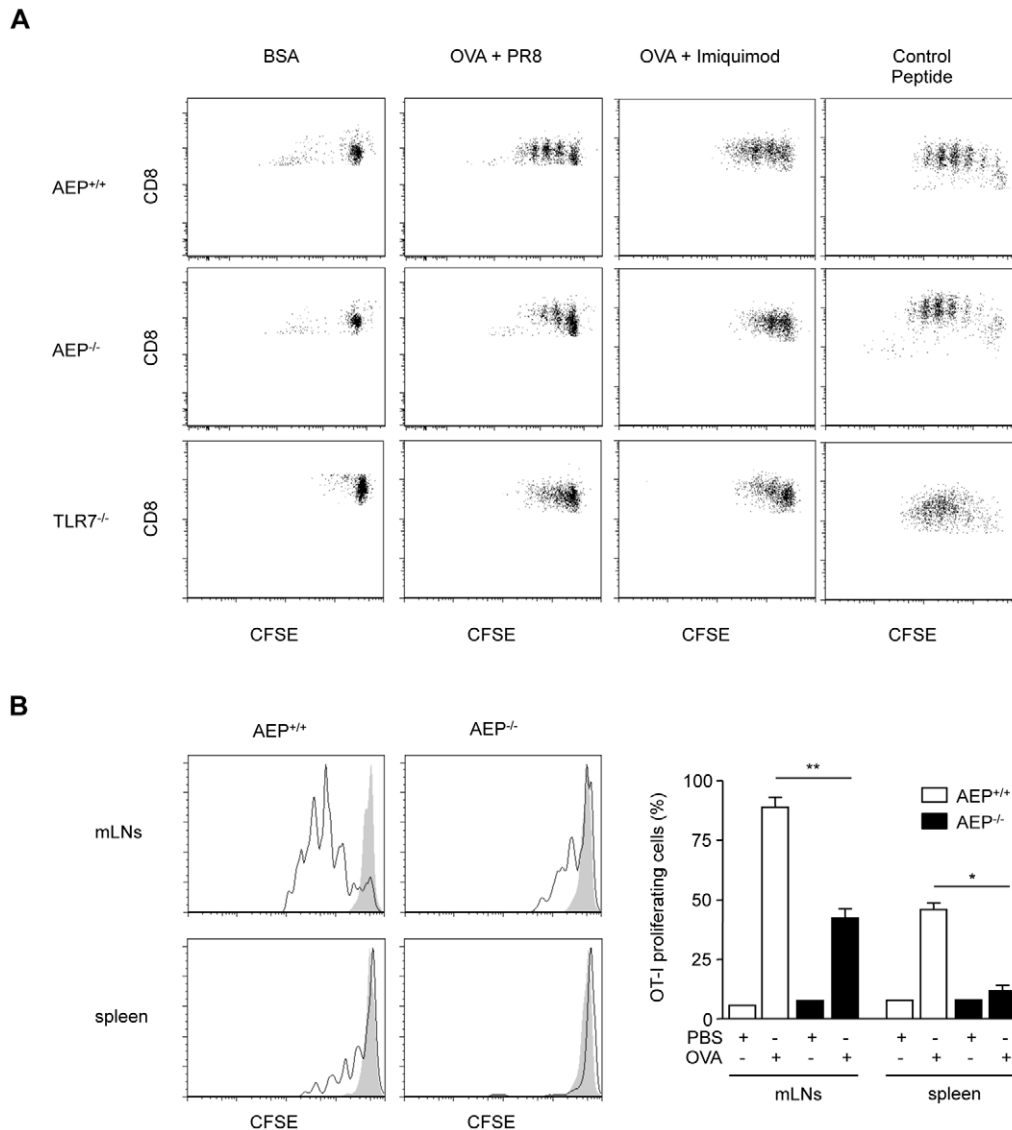 A
BSA
OVA + PR8
OVA + Imiquimod
Control
Peptide
AEP+/+
CD8
AEP-/-
CD8
TLR7-/-
CD8
CFSE
CFSE
CFSE
CFSE
B
AEP+/+
AEP-/-
mLNs
spleen
CFSE
CFSE
OT-I proliferating cells (%)
100
75
50
25
0
**
*
AEP+/+
AEP-/-
PBS + - + - + - + -
OVA - + - + - + - +
mLNs spleen